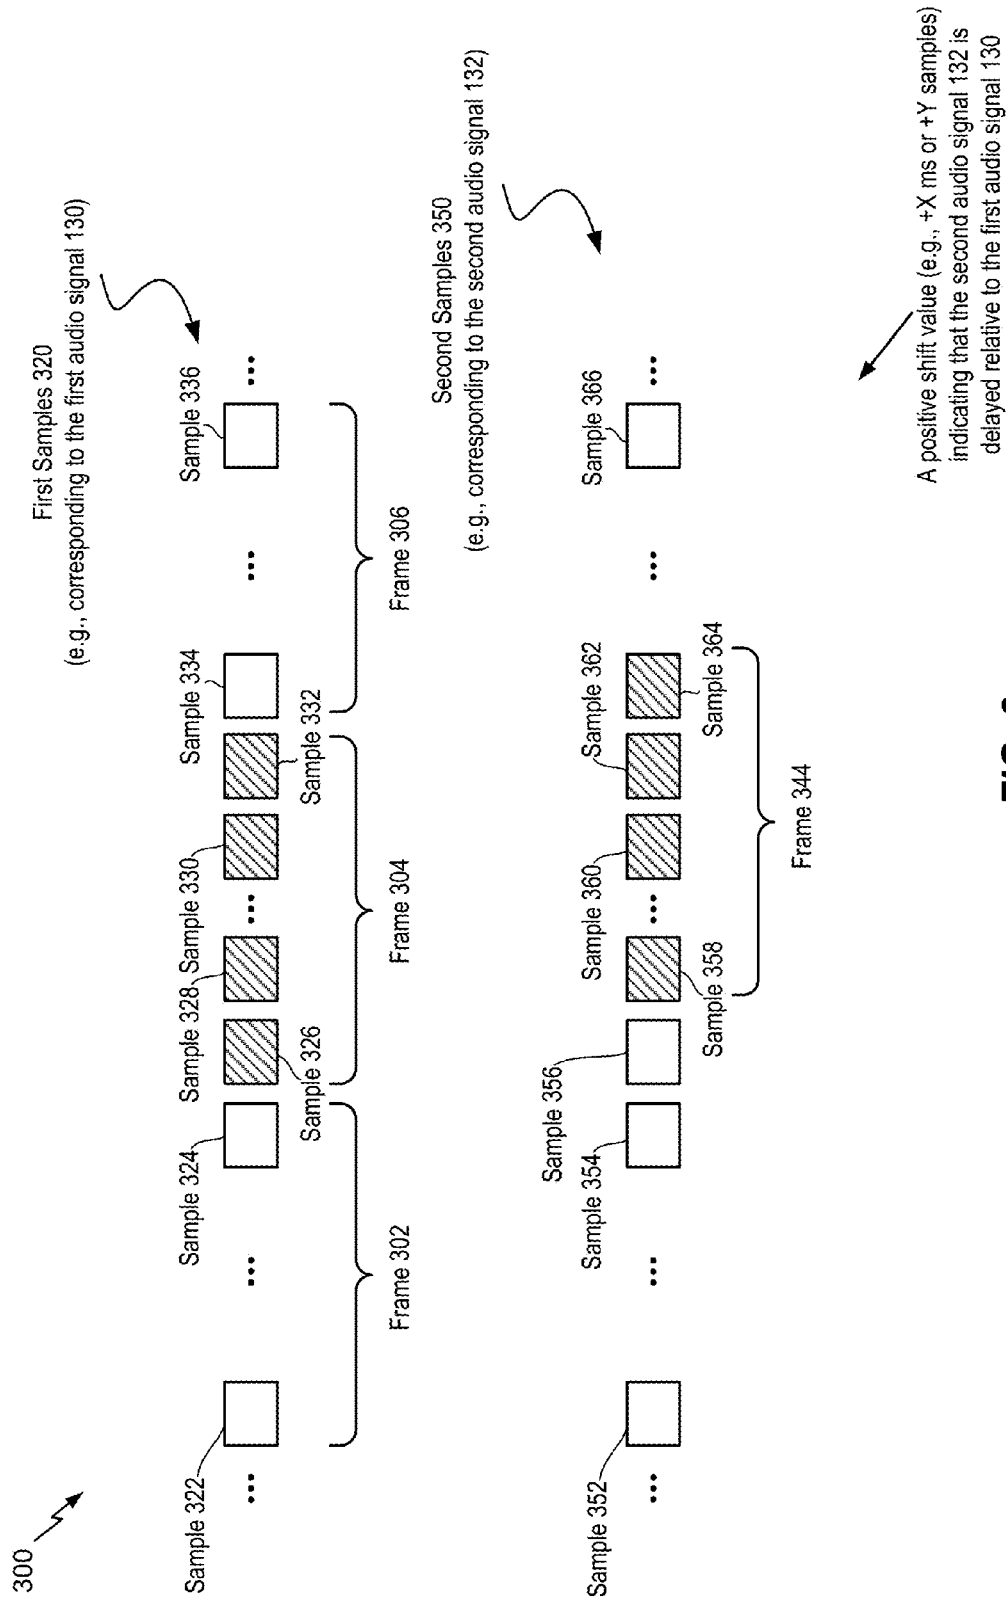 300
First Samples 320
(e.g., corresponding to the first audio signal 130)
Sample 322
Sample 324
Sample 328
Sample 330
Sample 334
Sample 336
...
...
...
...
...
Sample 326
Sample 332
Frame 302
Frame 304
Frame 306
Second Samples 350
(e.g., corresponding to the second audio signal 132)
Sample 352
Sample 354
Sample 356
Sample 360
Sample 362
Sample 366
...
...
...
...
...
Sample 358
Sample 364
Frame 344
A positive shift value (e.g., +X ms or +Y samples)
indicating that the second audio signal 132 is
delayed relative to the first audio signal 130